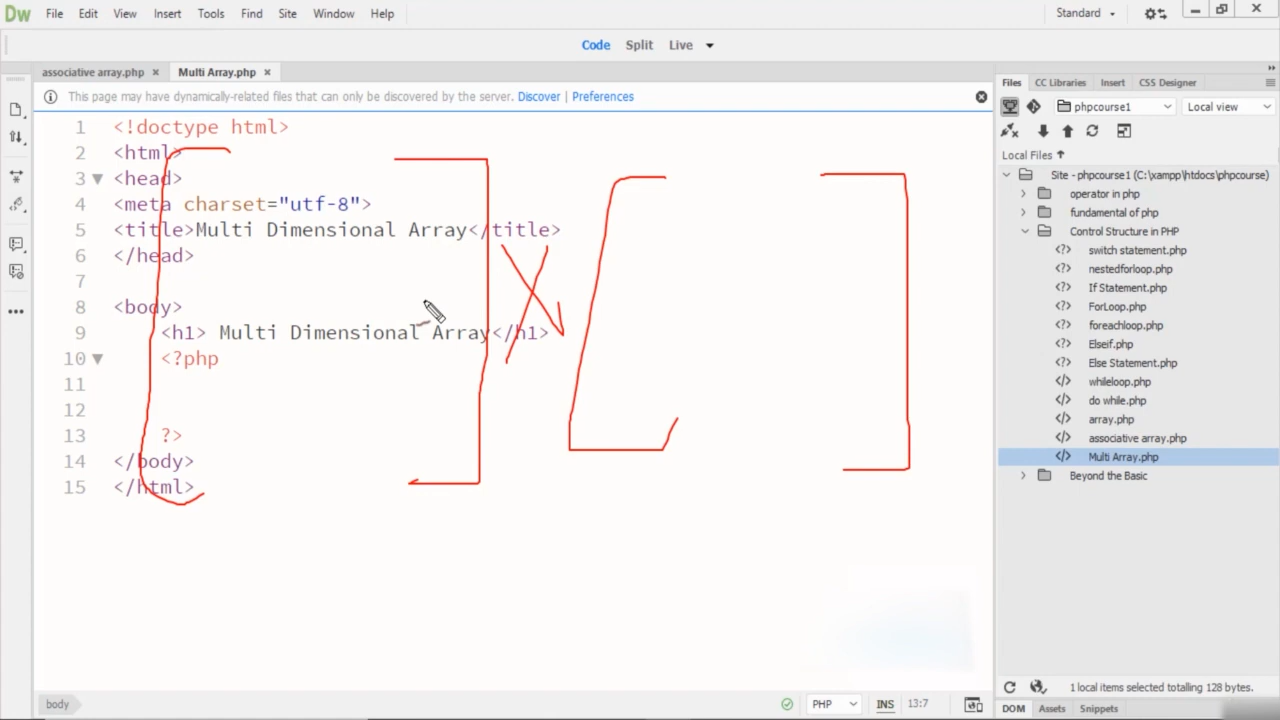 Dw File Edit View Insert Tools Find Site Window Help Standard
Code Split Live
associative array.php × Multi Array.php ×
This page may have dynamically-related files that can only be discovered by the server. Discover | Preferences
1 <!doctype html>
2 <html>
3 <head>
4 <meta charset="utf-8">
5 <title>Multi Dimensional Array</title>
6 </head>
7
8 <body>
9 <h1> Multi Dimensional Array</h1>
10 <?php
11
12
13 ?>
14 </body>
15 </html>
body PHP INS 13:7
Files CC Libraries Insert CSS Designer
phpcourse1 Local view
Local Files
Site - phpcourse1 (C:\xampp\htdocs\phpcourse)
operator in php
fundamental of php
Control Structure in PHP
switch statement.php
nestedforloop.php
If Statement.php
ForLoop.php
foreachloop.php
Elseif.php
Else Statement.php
whileloop.php
do while.php
array.php
associative array.php
Multi Array.php
Beyond the Basic
1 local items selected totalling 128 bytes.
DOM Assets Snippets